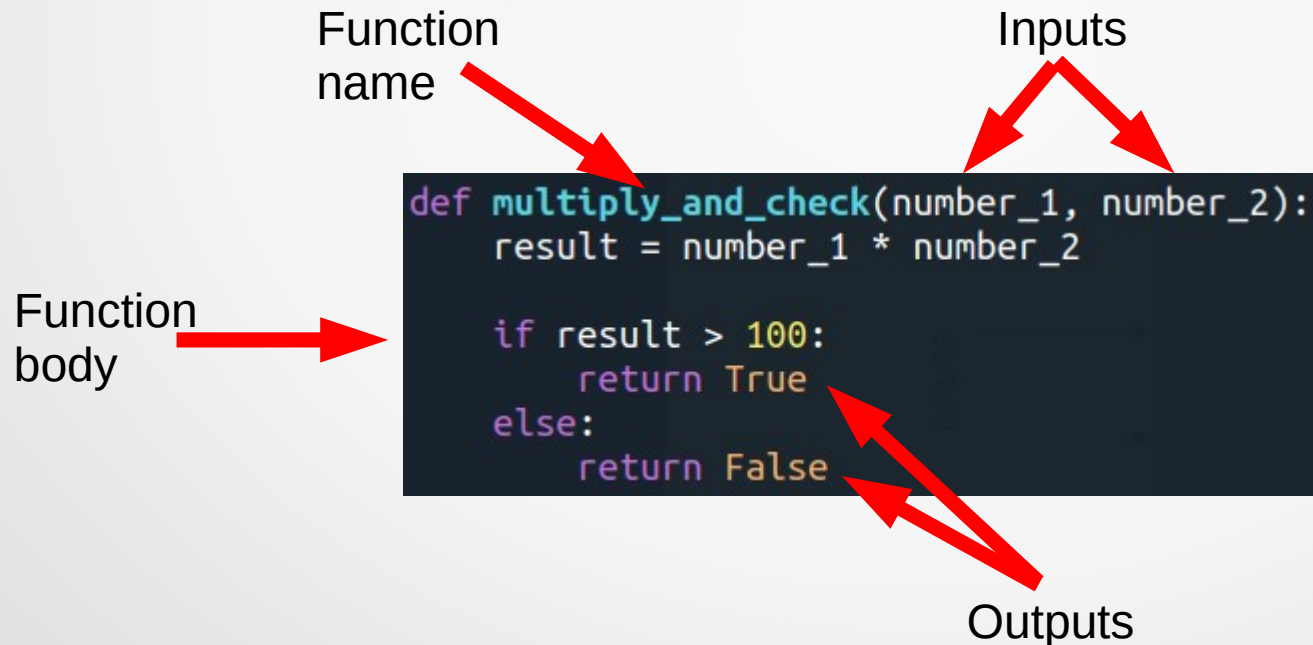 Function
name
Inputs
def multiply_and_check(number_1, number_2):
    result = number_1 * number_2
    if result > 100:
        return True
    else:
        return False
Function
body
Outputs